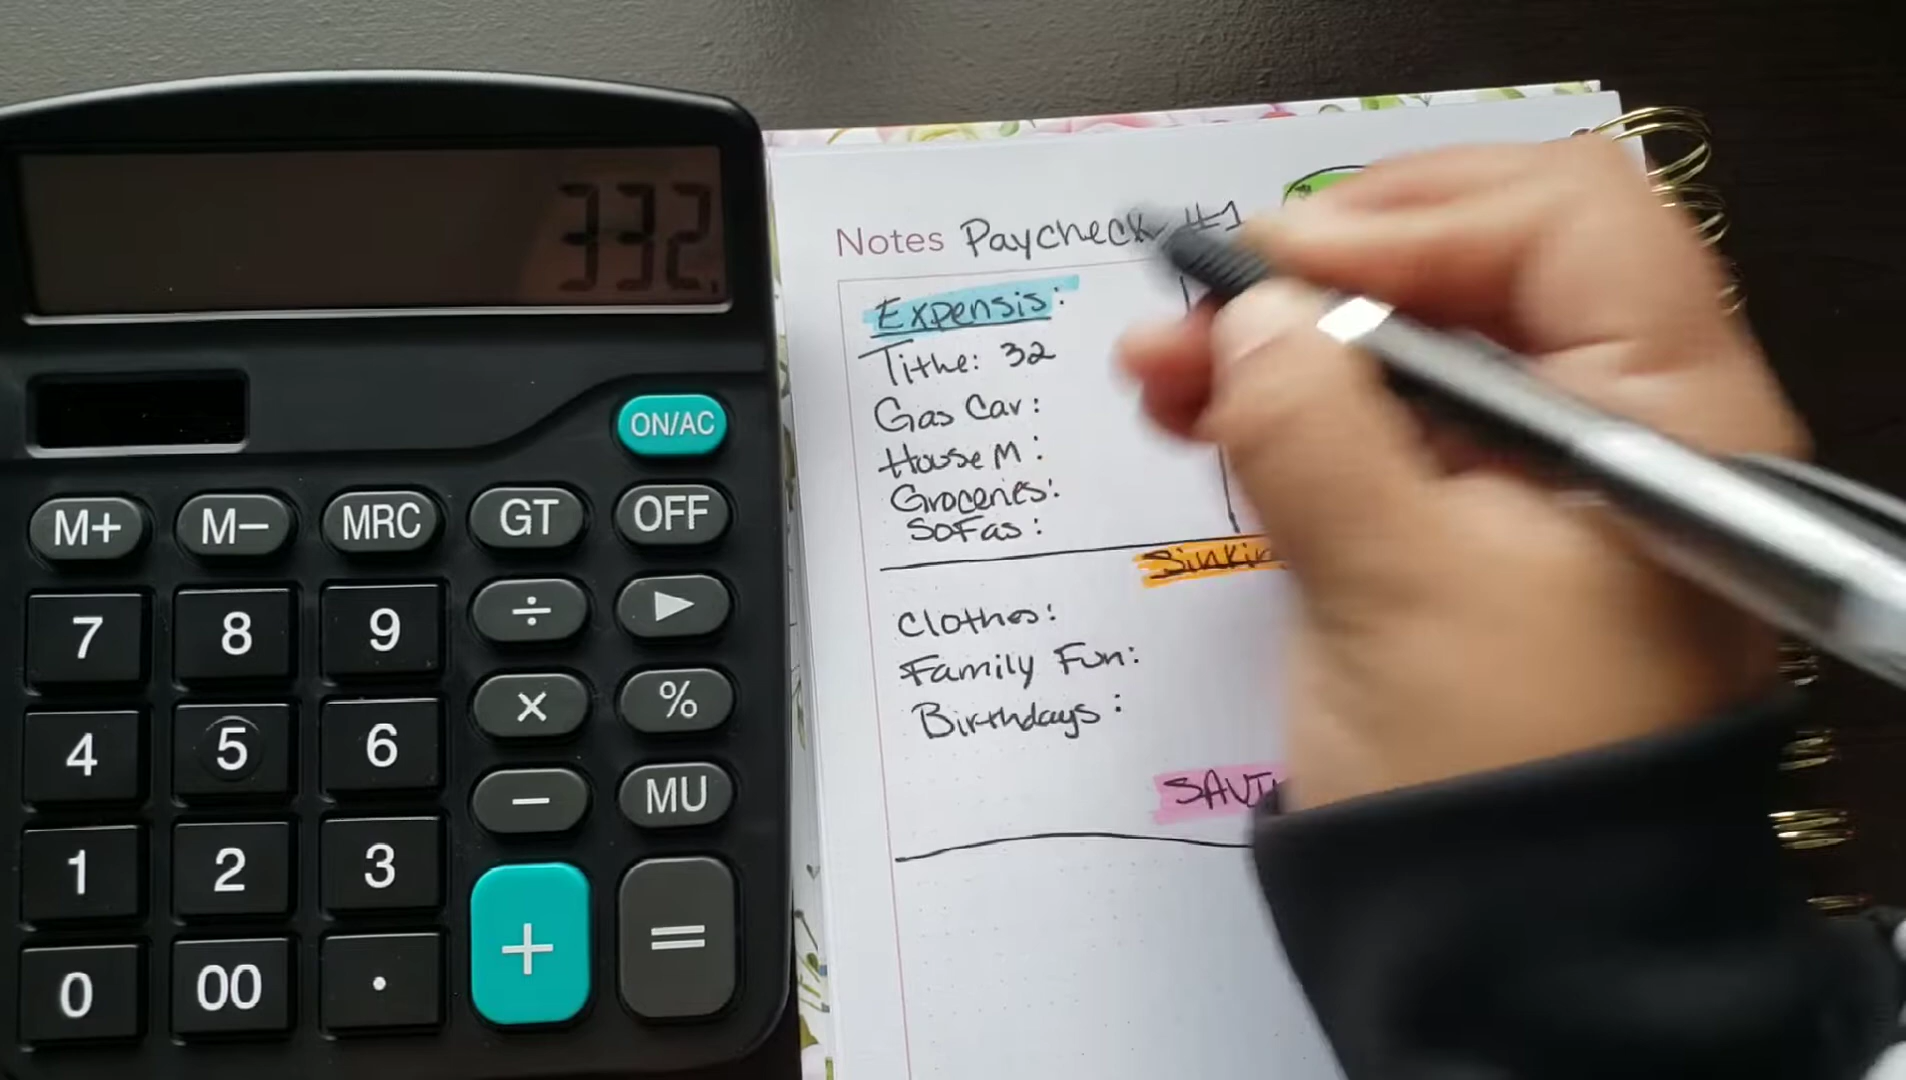 332.
ON/AC
M+ M− MRC GT OFF
7 8 9 ÷ ▶
4 5 6 × %
1 2 3 − MU
0 00 . + =
Notes Paycheck #1
Expensis:
Tithe: 32
Gas Car:
House M:
Groceries:
Sofas:
Clothes:
Family Fun:
Birthdays: